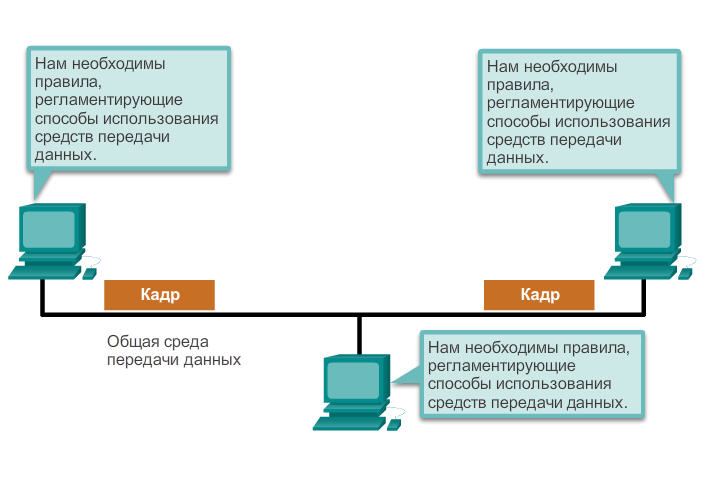 Нам необходимы
правила,
регламентирующие
способы использования
средств передачи
данных.
Нам необходимы
правила,
регламентирующие
способы использования
средств передачи
данных.
Кадр
Кадр
Общая среда
передачи данных
Нам необходимы правила,
регламентирующие
способы использования
средств передачи данных.